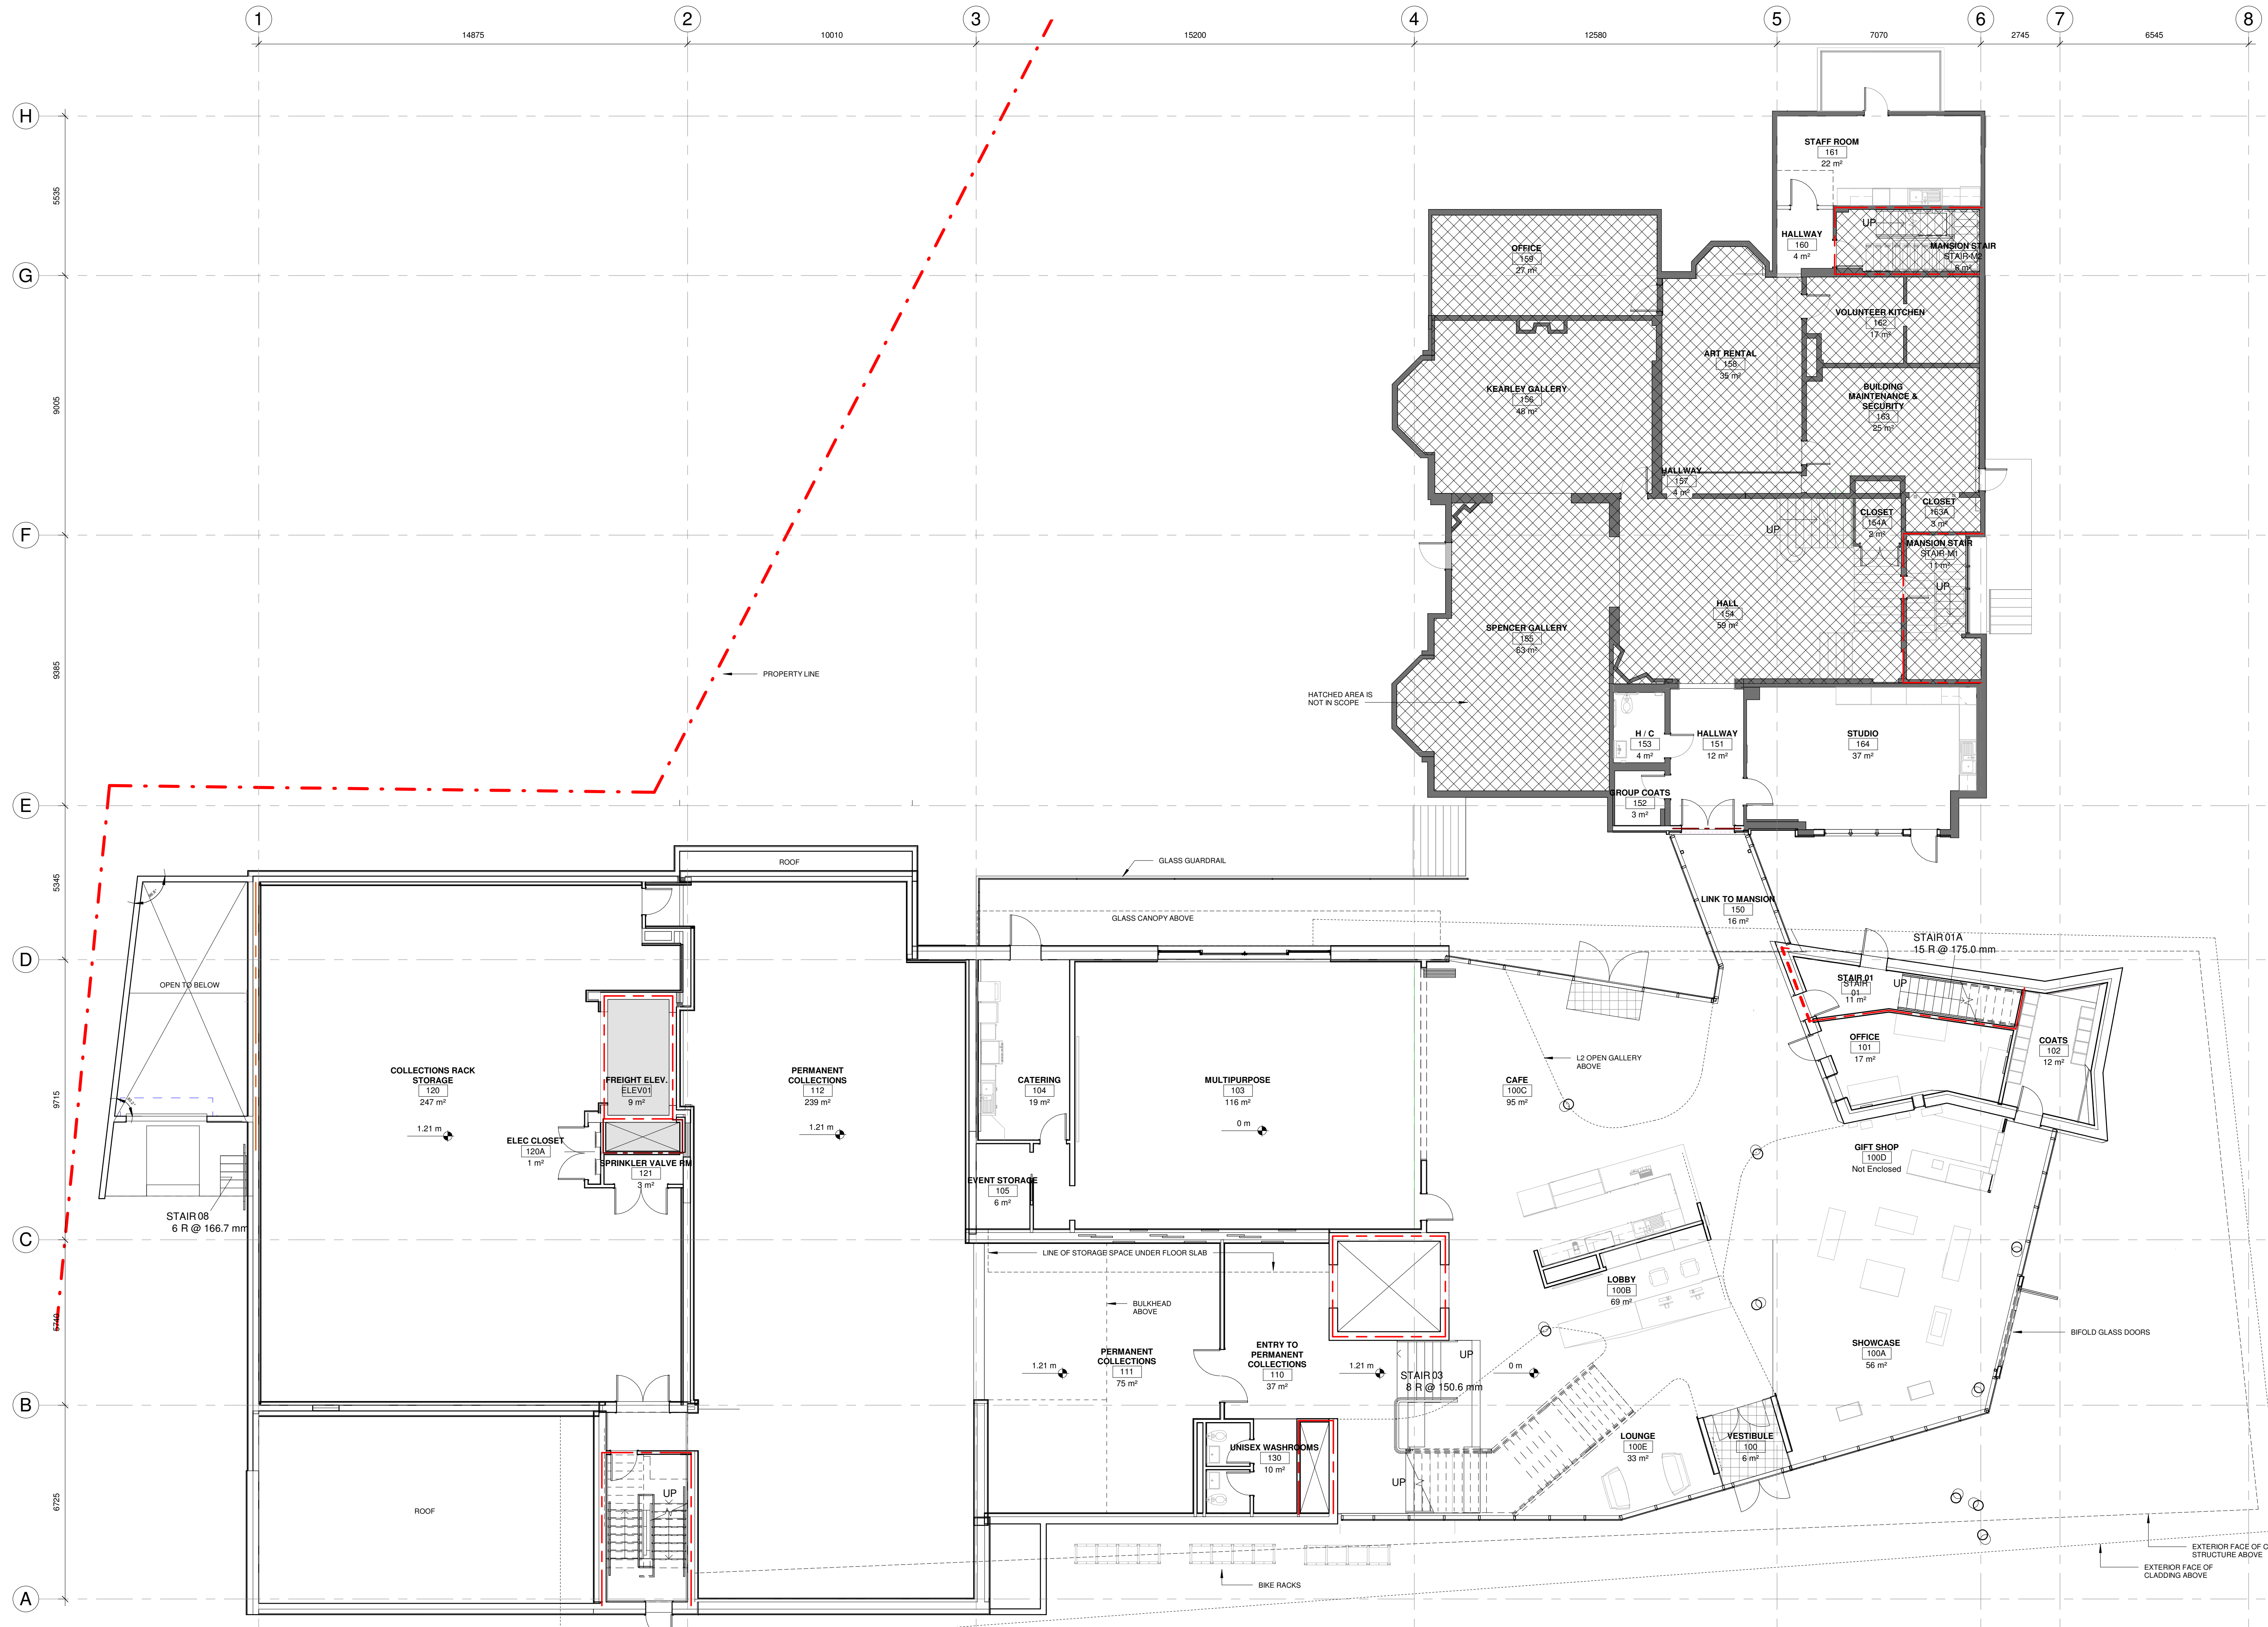 1
2
3
4
5
6
7
8
14875
10010
15200
12580
7070
2745
6545
H
G
F
E
D
C
B
A
5535
9005
9385
5345
9715
5740
6725
STAFF ROOM
161
22 m²
UP
HALLWAY
160
4 m²
MANSION STAIR
STAIR-M2
8 m²
OFFICE
159
27 m²
VOLUNTEER KITCHEN
162
17 m²
ART RENTAL
158
35 m²
KEARLEY GALLERY
156
48 m²
BUILDING
MAINTENANCE &
SECURITY
163
25 m²
HALLWAY
157
4 m²
CLOSET
163A
3 m²
CLOSET
154A
2 m²
UP
MANSION STAIR
STAIR-M1
11 m²
UP
HALL
154
59 m²
SPENCER GALLERY
155
63 m²
PROPERTY LINE
HATCHED AREA IS
NOT IN SCOPE
H / C
153
4 m²
HALLWAY
151
12 m²
STUDIO
164
37 m²
GROUP COATS
152
3 m²
ROOF
GLASS GUARDRAIL
GLASS CANOPY ABOVE
LINK TO MANSION
150
16 m²
STAIR 01A
15 R @ 175.0 mm
STAIR 01
STAIR
01
11 m²
UP
OPEN TO BELOW
OFFICE
101
17 m²
COATS
102
12 m²
L2 OPEN GALLERY
ABOVE
COLLECTIONS RACK
STORAGE
120
247 m²
1.21 m
FREIGHT ELEV.
ELEV01
9 m²
PERMANENT
COLLECTIONS
112
239 m²
1.21 m
CATERING
104
19 m²
MULTIPURPOSE
103
116 m²
0 m
CAFE
100C
95 m²
ELEC CLOSET
120A
1 m²
SPRINKLER VALVE RM
121
3 m²
EVENT STORAGE
105
6 m²
GIFT SHOP
100D
Not Enclosed
STAIR 08
6 R @ 166.7 mm
LINE OF STORAGE SPACE UNDER FLOOR SLAB
LOBBY
100B
69 m²
BULKHEAD
ABOVE
BIFOLD GLASS DOORS
SHOWCASE
100A
56 m²
PERMANENT
COLLECTIONS
111
75 m²
1.21 m
ENTRY TO
PERMANENT
COLLECTIONS
110
37 m²
1.21 m
UP
STAIR 03
8 R @ 150.6 mm
0 m
UNISEX WASHROOMS
130
10 m²
LOUNGE
100E
33 m²
VESTIBULE
100
6 m²
UP
UP
ROOF
BIKE RACKS
EXTERIOR FACE OF C
STRUCTURE ABOVE
EXTERIOR FACE OF
CLADDING ABOVE